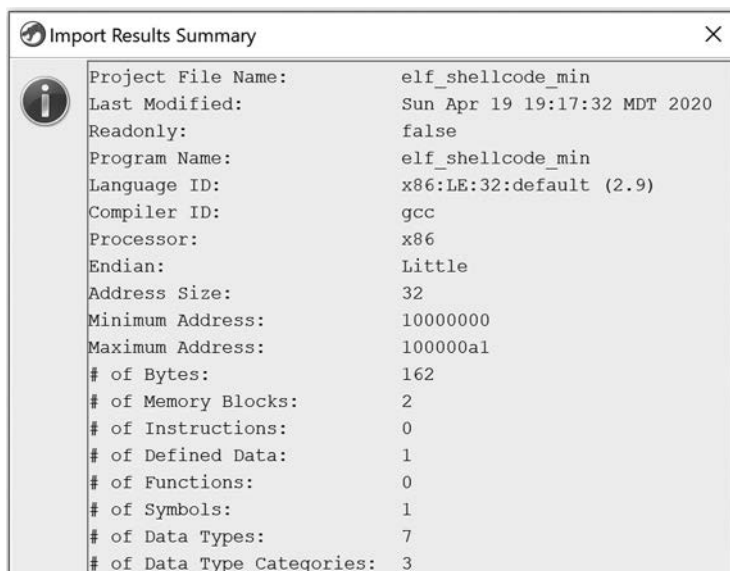 Import Results Summary
Project File Name: elf_shellcode_min
Last Modified: Sun Apr 19 19:17:32 MDT 2020
Readonly: false
Program Name: elf_shellcode_min
Language ID: x86:LE:32:default (2.9)
Compiler ID: gcc
Processor: x86
Endian: Little
Address Size: 32
Minimum Address: 10000000
Maximum Address: 100000a1
# of Bytes: 162
# of Memory Blocks: 2
# of Instructions: 0
# of Defined Data: 1
# of Functions: 0
# of Symbols: 1
# of Data Types: 7
# of Data Type Categories: 3